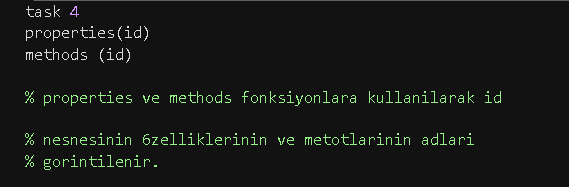 task 4
properties(id)
methods (id)
% properties ve methods fonksiyonlara kullanilarak id
% nesnesinin 6zelliklerinin ve metotlarinin adlari
% gorintilenir.